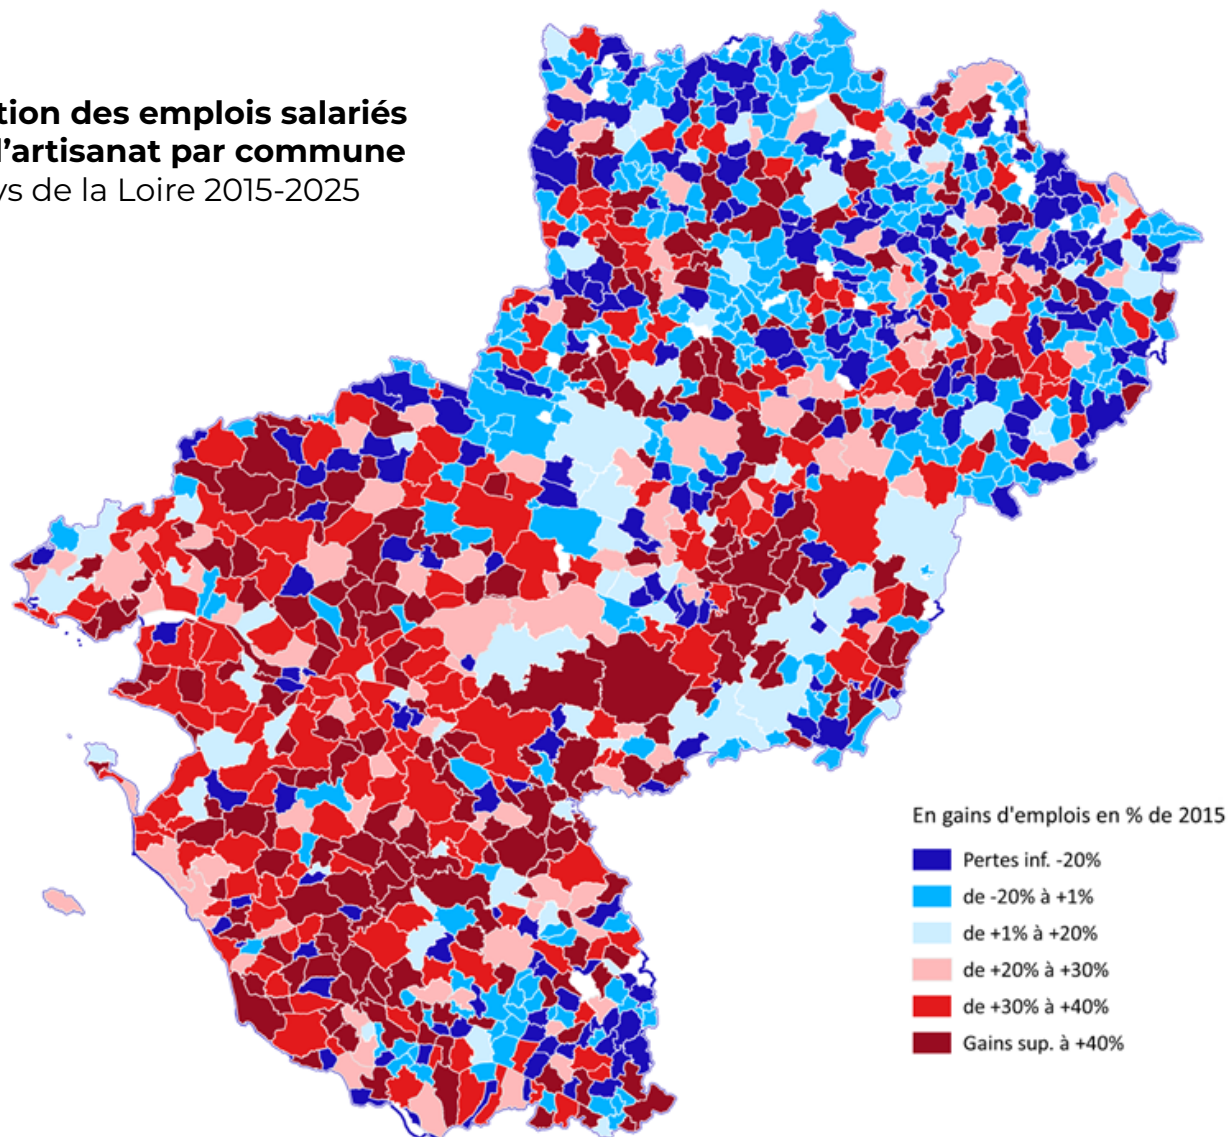 tion des emplois salariés
l'artisanat par commune
ys de la Loire 2015-2025
En gains d'emplois en % de 2015
Pertes inf. -20%
de -20% à +1%
de +1% à +20%
de +20% à +30%
de +30% à +40%
Gains sup. à +40%